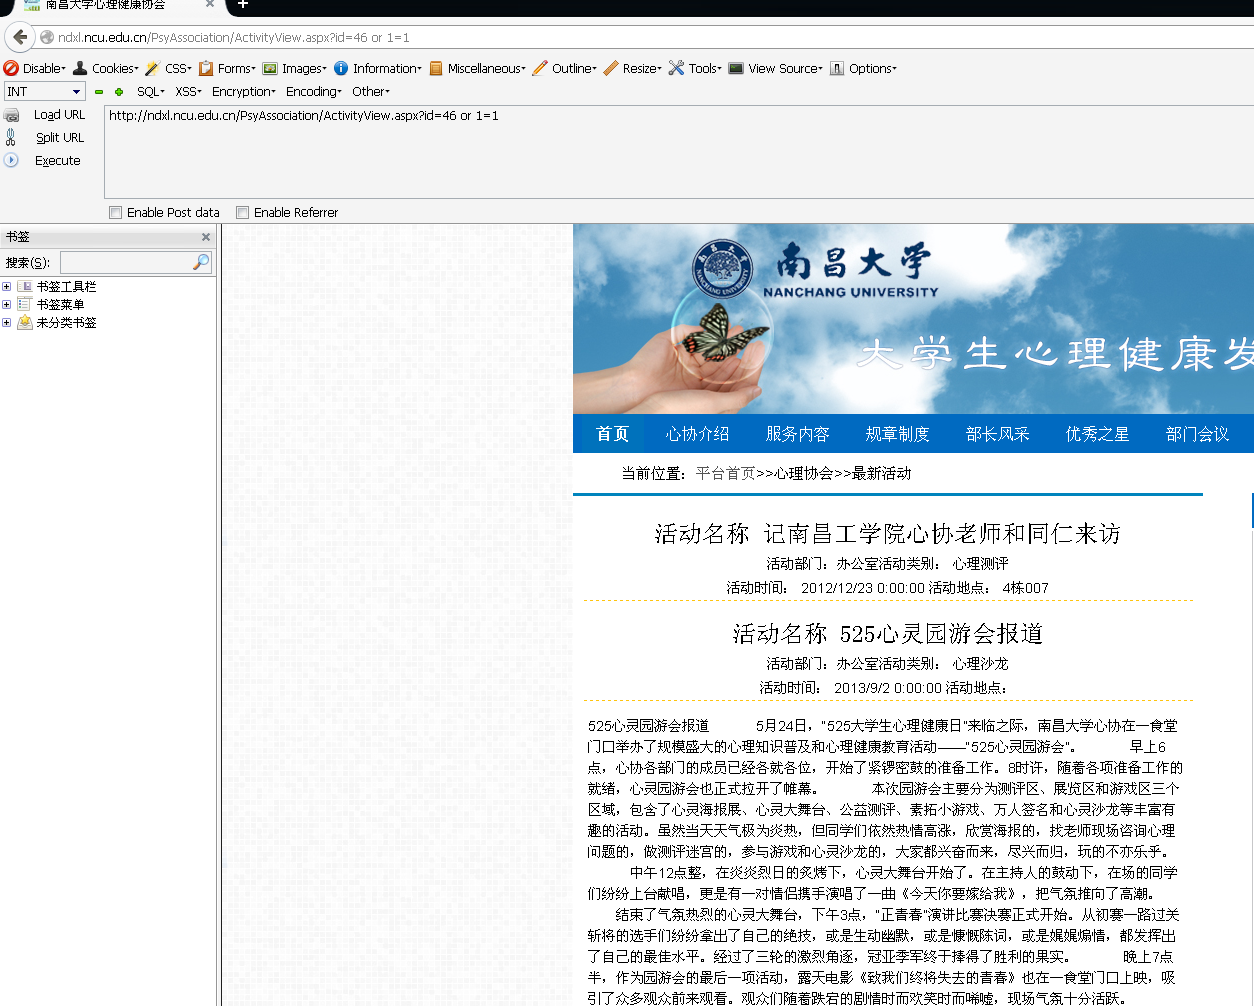 南昌大学心理健康协会
ndxl.ncu.edu.cn/PsyAssociation/ActivityView.aspx?id=46 or 1=1
Disable Cookies CSS Forms Images Information Miscellaneous Outline Resize Tools View Source Options
INT SQL XSS Encryption Encoding Other
Load URL
Split URL
Execute
http://ndxl.ncu.edu.cn/PsyAssociation/ActivityView.aspx?id=46 or 1=1
Enable Post data Enable Referrer
书签
搜索(S):
书签工具栏
书签菜单
未分类书签
南昌大学
NANCHANG UNIVERSITY
大学生心理健康发
首页 心协介绍 服务内容 规章制度 部长风采 优秀之星 部门会议
当前位置：平台首页>>心理协会>>最新活动
活动名称 记南昌工学院心协老师和同仁来访
活动部门：办公室活动类别： 心理测评
活动时间： 2012/12/23 0:00:00 活动地点： 4栋007
活动名称 525心灵园游会报道
活动部门：办公室活动类别： 心理沙龙
活动时间： 2013/9/2 0:00:00 活动地点：
525心灵园游会报道 5月24日，“525大学生心理健康日”来临之际，南昌大学心协在一食堂
门口举办了规模盛大的心理知识普及和心理健康教育活动——“525心灵园游会”。 早上6
点，心协各部门的成员已经各就各位，开始了紧锣密鼓的准备工作。8时许，随着各项准备工作的
就绪，心灵园游会也正式拉开了帷幕。 本次园游会主要分为测评区、展览区和游戏区三个
区域，包含了心灵海报展、心灵大舞台、公益测评、素拓小游戏、万人签名和心灵沙龙等丰富有
趣的活动。虽然当天天气极为炎热，但同学们依然热情高涨，欣赏海报的，找老师现场咨询心理
问题的，做测评迷宫的，参与游戏和心灵沙龙的，大家都兴奋而来，尽兴而归，玩的不亦乐乎。
中午12点整，在炎炎烈日的炙烤下，心灵大舞台开始了。在主持人的鼓动下，在场的同学
们纷纷上台献唱，更是有一对情侣携手演唱了一曲《今天你要嫁给我》，把气氛推向了高潮。
结束了气氛热烈的心灵大舞台，下午3点，“正青春”演讲比赛决赛正式开始。从初赛一路过关
斩将的选手们纷纷拿出了自己的绝技，或是生动幽默，或是慷慨陈词，或是娓娓煽情，都发挥出
了自己的最佳水平。经过了三轮的激烈角逐，冠亚季军终于捧得了胜利的果实。 晚上7点
半，作为园游会的最后一项活动，露天电影《致我们终将失去的青春》也在一食堂门口上映，吸
引了众多观众前来观看。观众们随着跌宕的剧情时而欢笑时而唏嘘，现场气氛十分活跃。